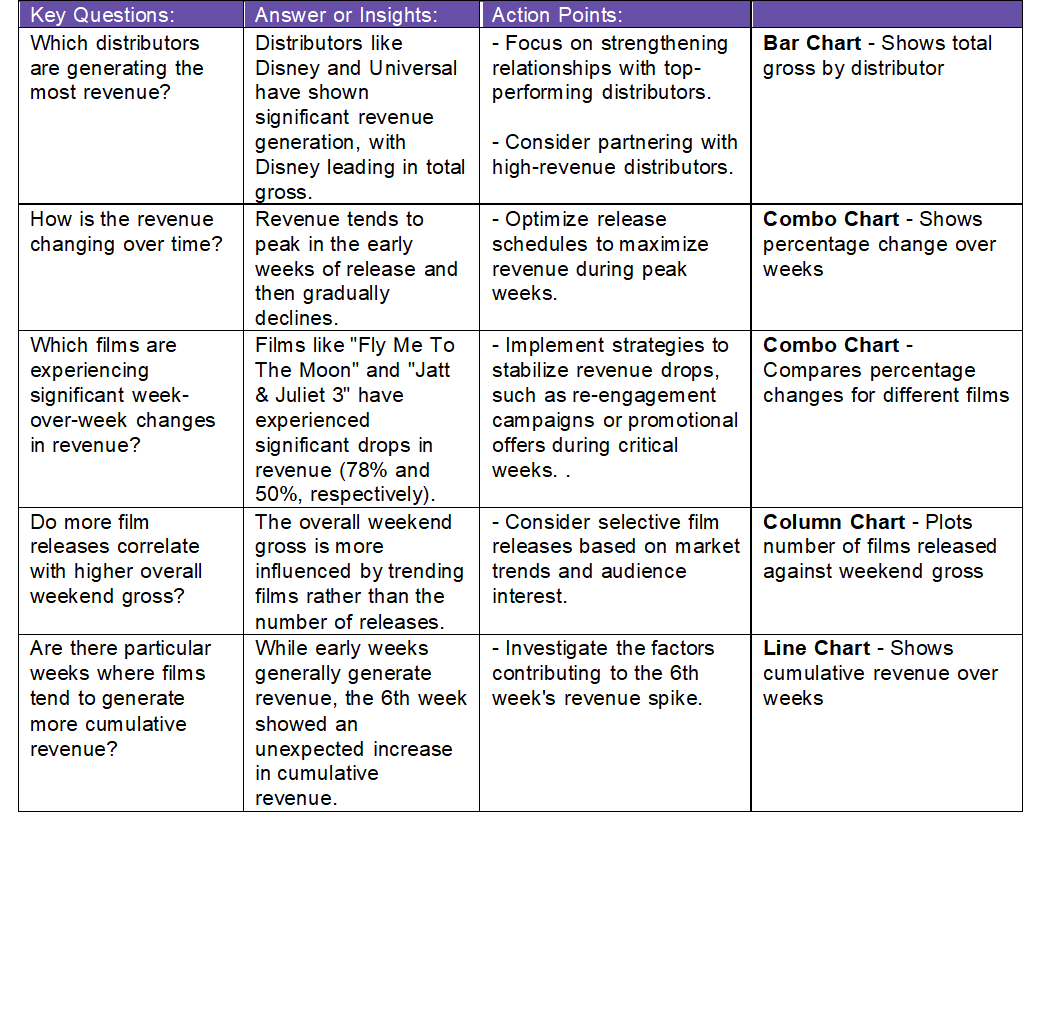 Key Questions:
Answer or Insights:
Action Points:
Which distributors
are generating the
most revenue?
Distributors like
Disney and Universal
have shown
significant revenue
generation, with
Disney leading in total
gross.
- Focus on strengthening
relationships with top-
performing distributors.
- Consider partnering with
high-revenue distributors.
Bar Chart - Shows total
gross by distributor
How is the revenue
changing over time?
Revenue tends to
peak in the early
weeks of release and
then gradually
declines.
- Optimize release
schedules to maximize
revenue during peak
weeks.
Combo Chart - Shows
percentage change over
weeks
Which films are
experiencing
significant week-
over-week changes
in revenue?
Films like "Fly Me To
The Moon" and "Jatt
& Juliet 3" have
experienced
significant drops in
revenue (78% and
50%, respectively).
- Implement strategies to
stabilize revenue drops,
such as re-engagement
campaigns or promotional
offers during critical
weeks. .
Combo Chart -
Compares percentage
changes for different films
Do more film
releases correlate
with higher overall
weekend gross?
The overall weekend
gross is more
influenced by trending
films rather than the
number of releases.
- Consider selective film
releases based on market
trends and audience
interest.
Column Chart - Plots
number of films released
against weekend gross
Are there particular
weeks where films
tend to generate
more cumulative
revenue?
While early weeks
generally generate
revenue, the 6th week
showed an
unexpected increase
in cumulative
revenue.
- Investigate the factors
contributing to the 6th
week's revenue spike.
Line Chart - Shows
cumulative revenue over
weeks